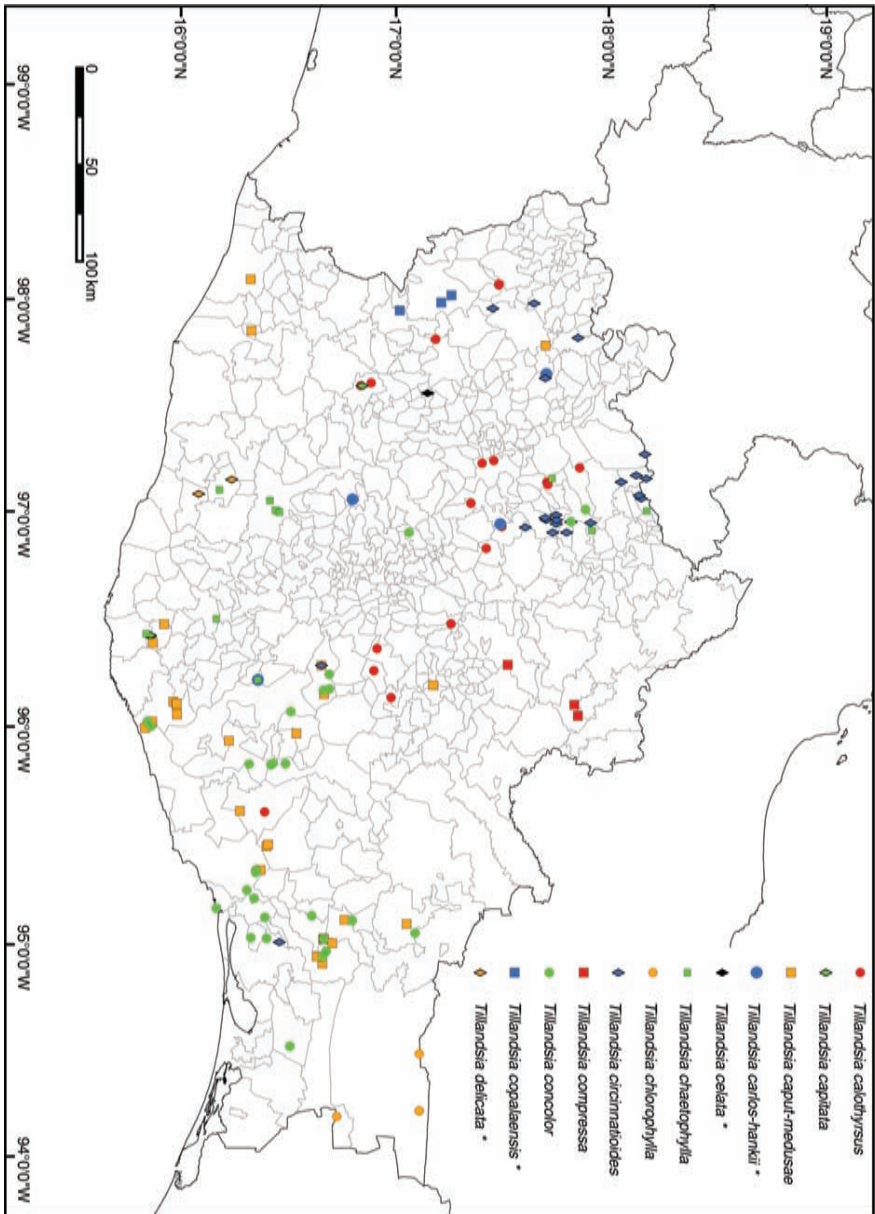 19°0'0"N
18°0'0"N
17°0'0"N
16°0'0"N
Tillandsia calothyrsus
Tillandsia capitata
Tillandsia caput-medusae
Tillandsia carlos-hankii *
Tillandsia celata *
Tillandsia chaetophylla
Tillandsia chlorophylla
Tillandsia circinnatioides
Tillandsia compressa
Tillandsia concolor
Tillandsia copalaensis *
Tillandsia delicata *
0 50 100 km
99°0'0"W 98°0'0"W 97°0'0"W 96°0'0"W 95°0'0"W 94°0'0"W